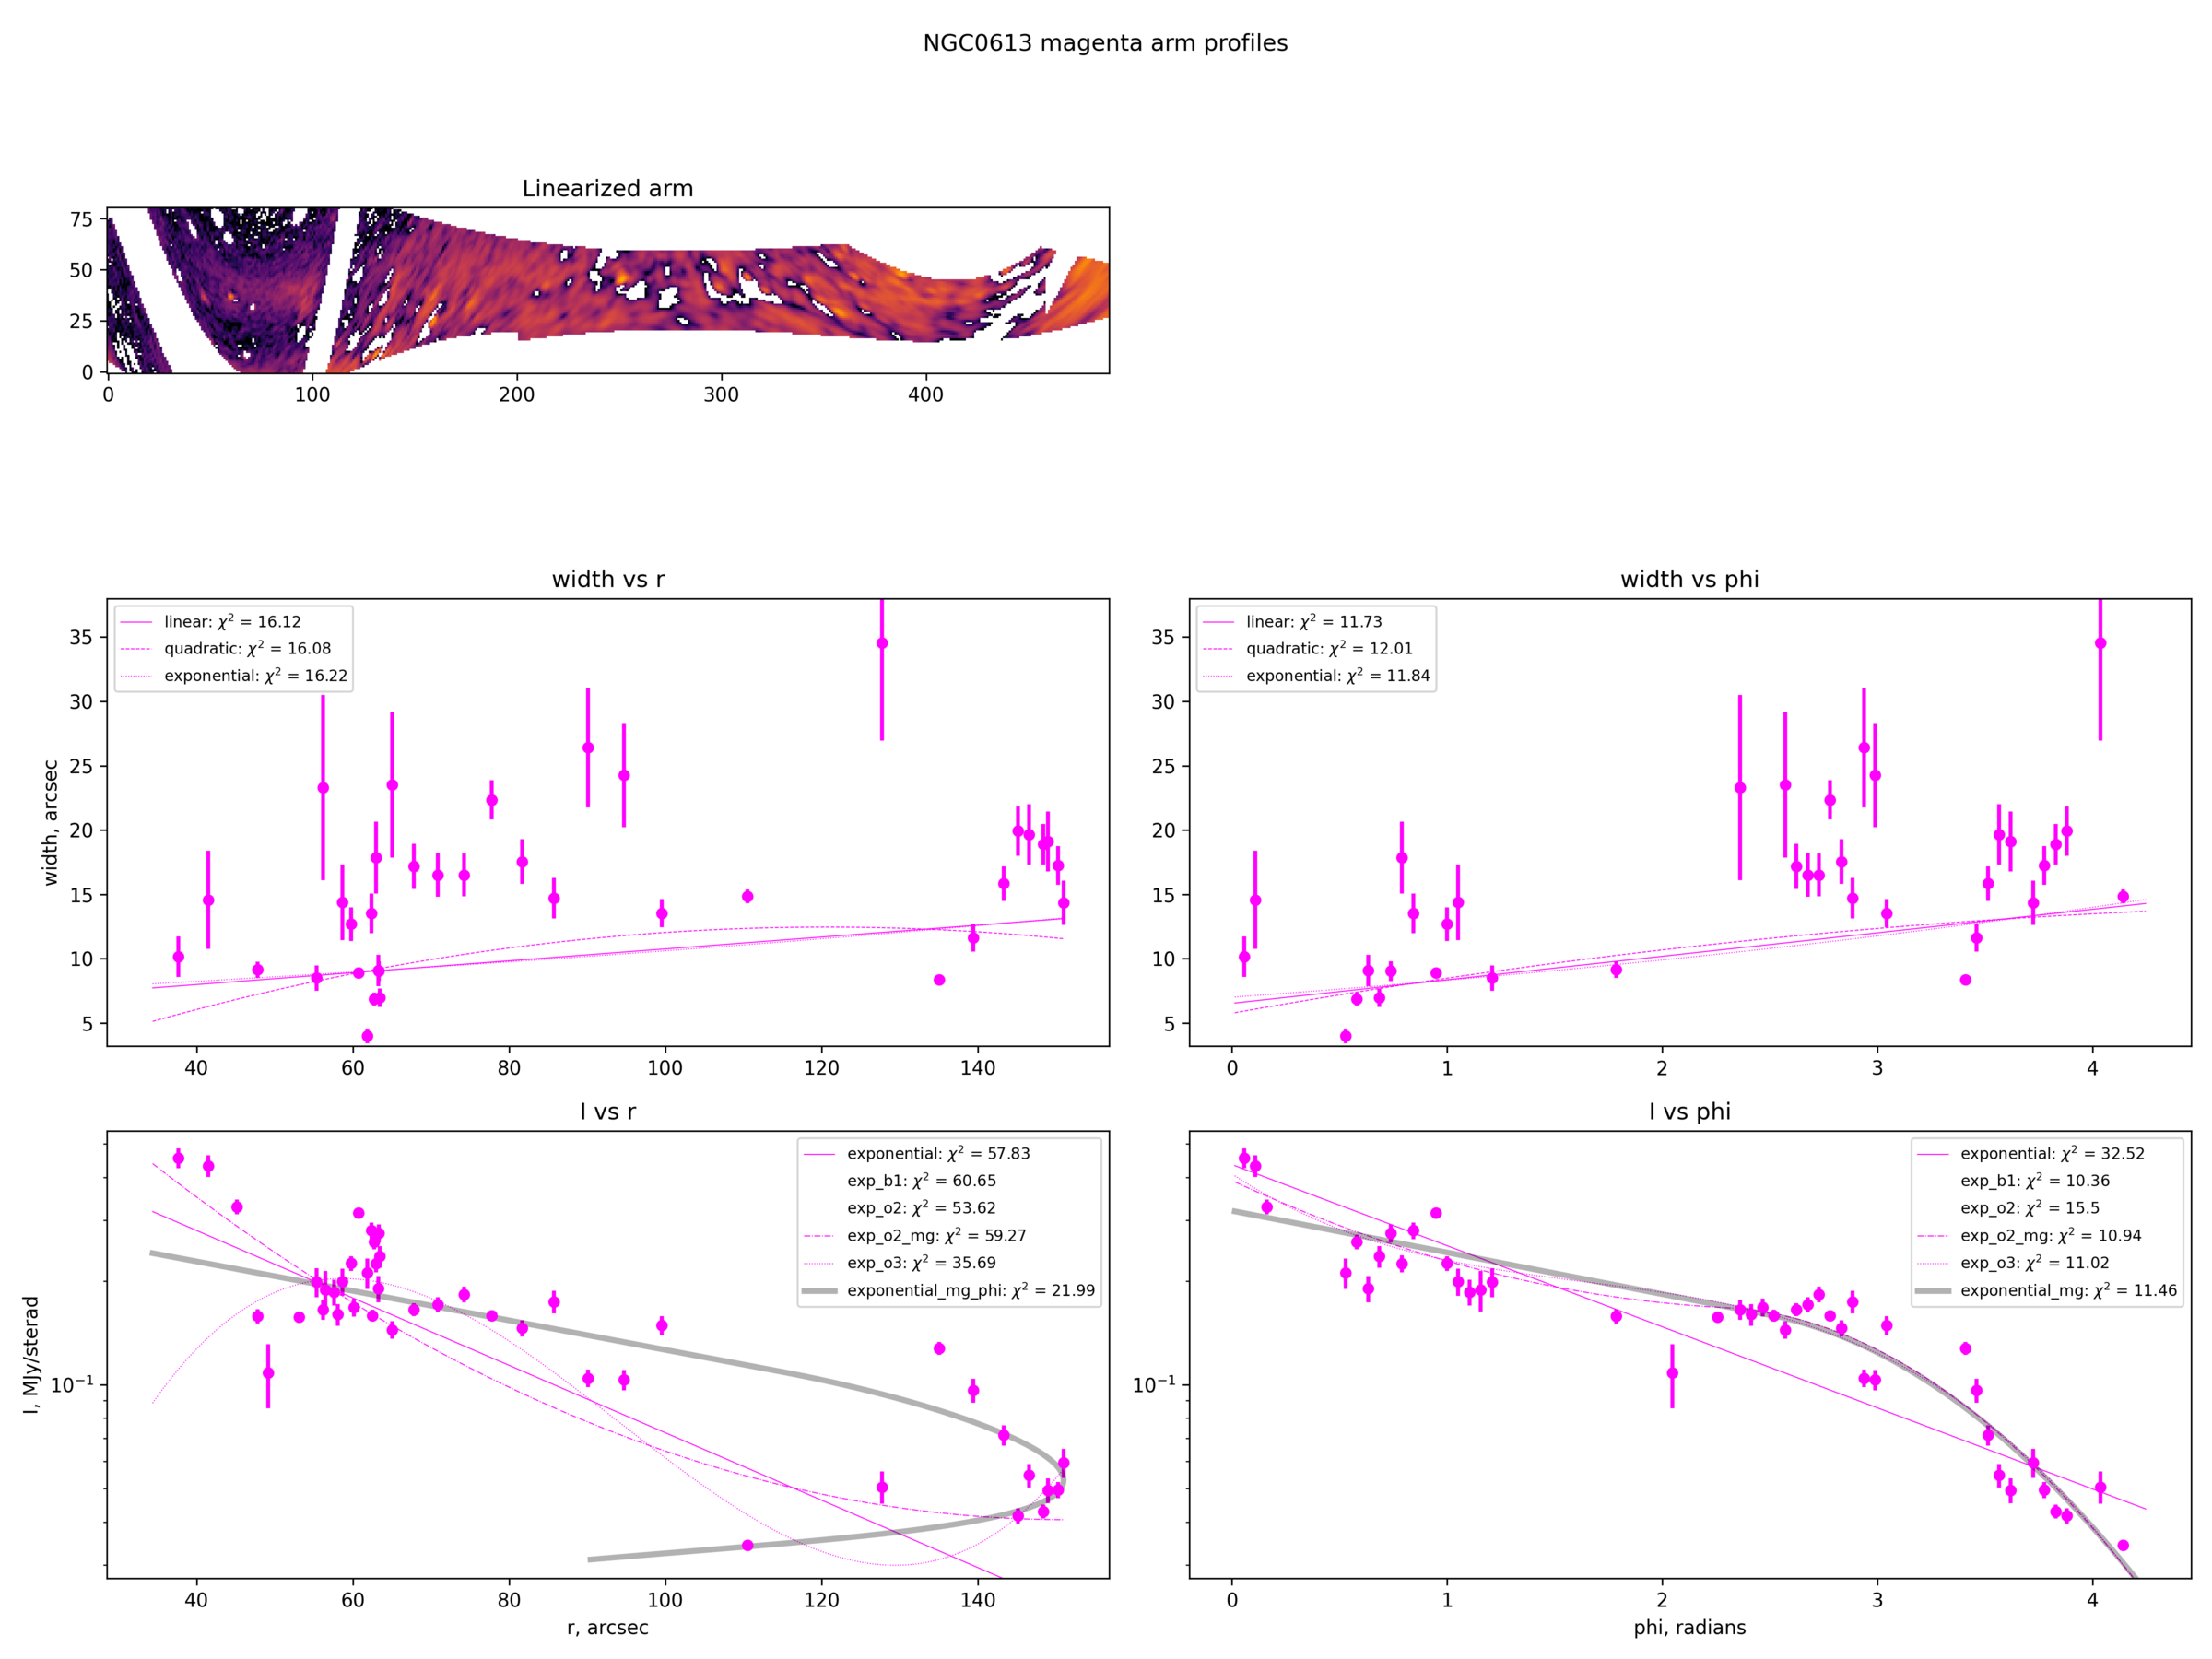 NGC0613 magenta arm profiles
Linearized arm
75
50
25
0
0 100 200 300 400
width vs r
linear: χ² = 16.12
quadratic: χ² = 16.08
exponential: χ² = 16.22
width, arcsec
35
30
25
20
15
10
5
40 60 80 100 120 140
width vs phi
linear: χ² = 11.73
quadratic: χ² = 12.01
exponential: χ² = 11.84
35
30
25
20
15
10
5
0 1 2 3 4
I vs r
exponential: χ² = 57.83
exp_b1: χ² = 60.65
exp_o2: χ² = 53.62
exp_o2_mg: χ² = 59.27
exp_o3: χ² = 35.69
exponential_mg_phi: χ² = 21.99
I, MJy/sterad
10⁻¹
40 60 80 100 120 140
r, arcsec
I vs phi
exponential: χ² = 32.52
exp_b1: χ² = 10.36
exp_o2: χ² = 15.5
exp_o2_mg: χ² = 10.94
exp_o3: χ² = 11.02
exponential_mg: χ² = 11.46
10⁻¹
0 1 2 3 4
phi, radians